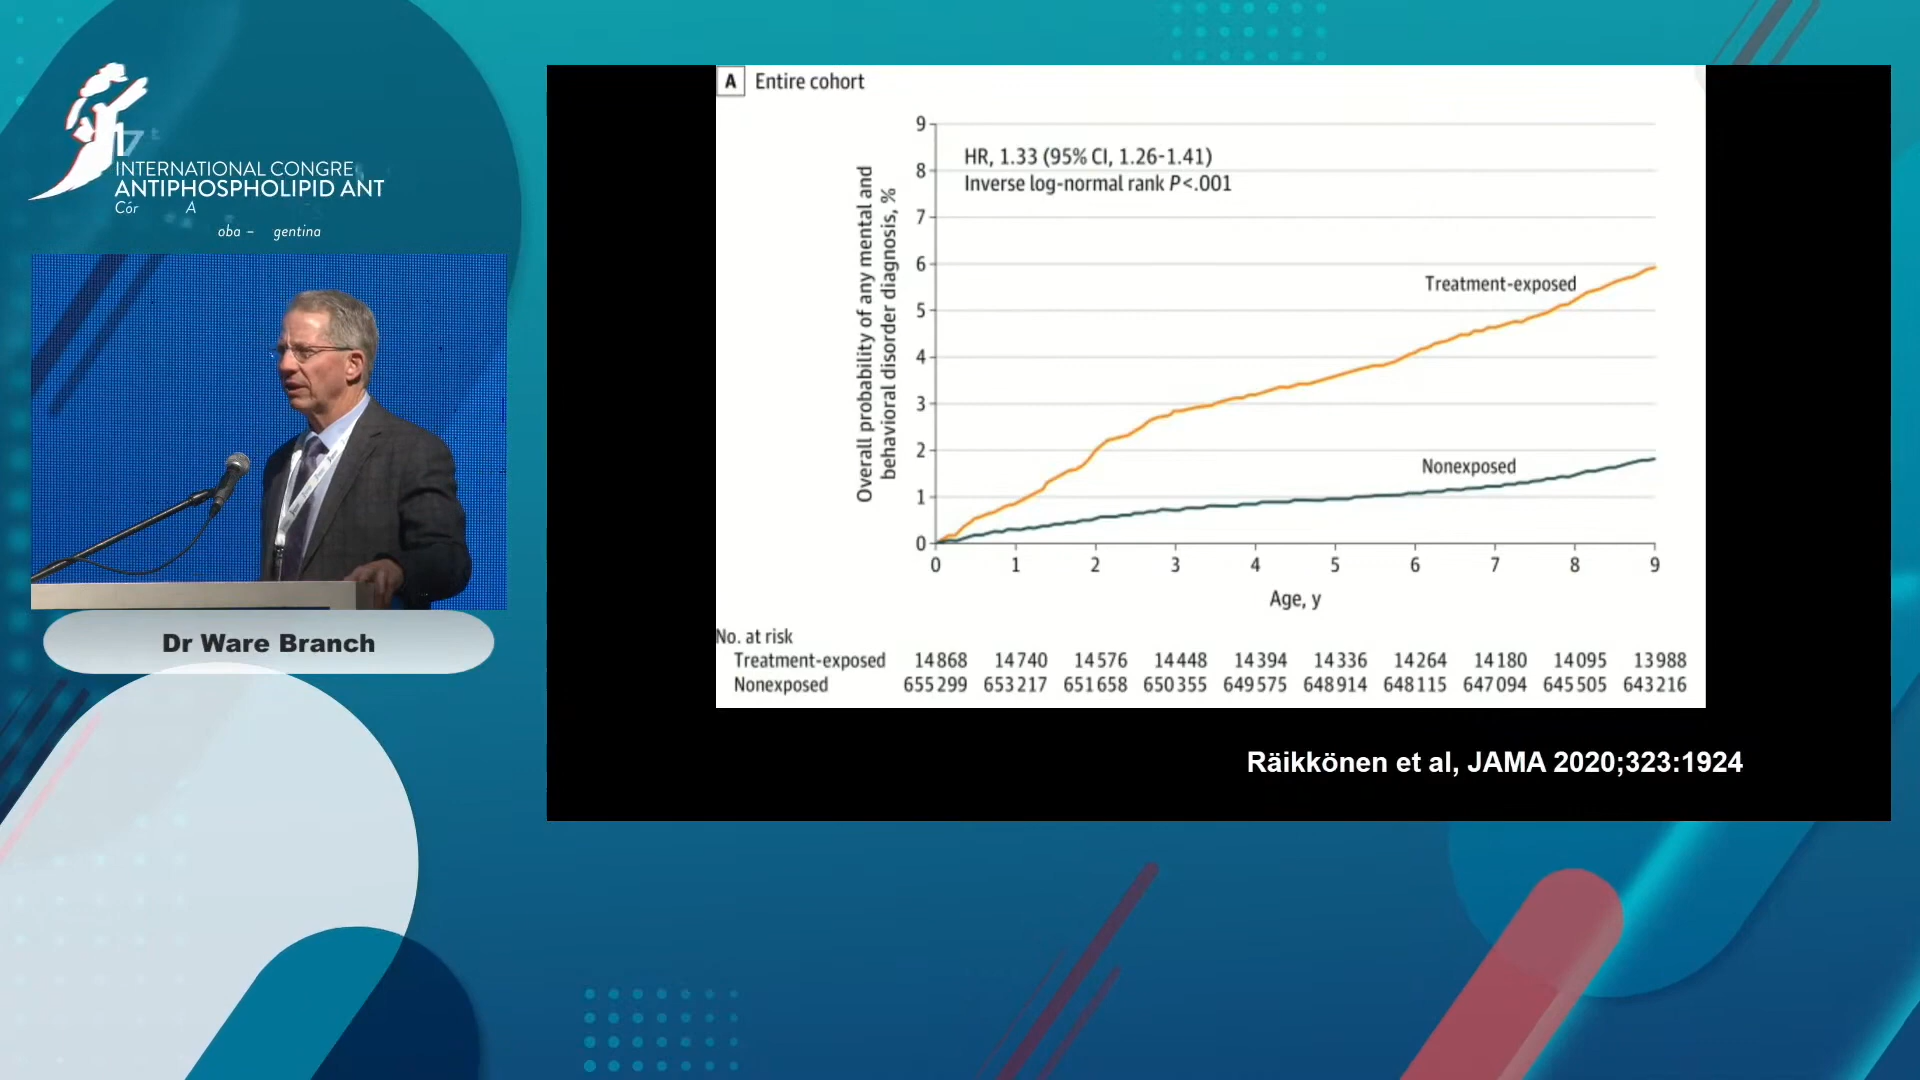 17
INTERNATIONAL CONGRE
ANTIPHOSPHOLIPID ANT
Cór A
oba – gentina
Dr Ware Branch
A Entire cohort
HR, 1.33 (95% CI, 1.26-1.41)
Inverse log-normal rank P<.001
Overall probability of any mental and
behavioral disorder diagnosis, %
9
8
7
6
5
4
3
2
1
0
Treatment-exposed
Nonexposed
0 1 2 3 4 5 6 7 8 9
Age, y
No. at risk
Treatment-exposed 14868 14740 14576 14448 14394 14336 14264 14180 14095 13988
Nonexposed 655299 653217 651658 650355 649575 648914 648115 647094 645505 643216
Räikkönen et al, JAMA 2020;323:1924